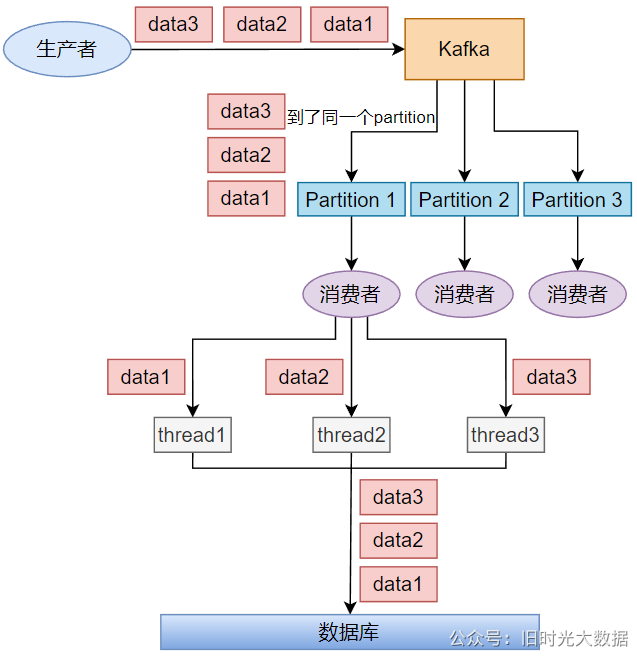 生产者
data3 data2 data1
Kafka
data3
到了同一个partition
data2
data1
Partition 1 Partition 2 Partition 3
消费者 消费者 消费者
data1 data2 data3
thread1 thread2 thread3
data3
data2
data1
数据库
公众号：旧时光大数据